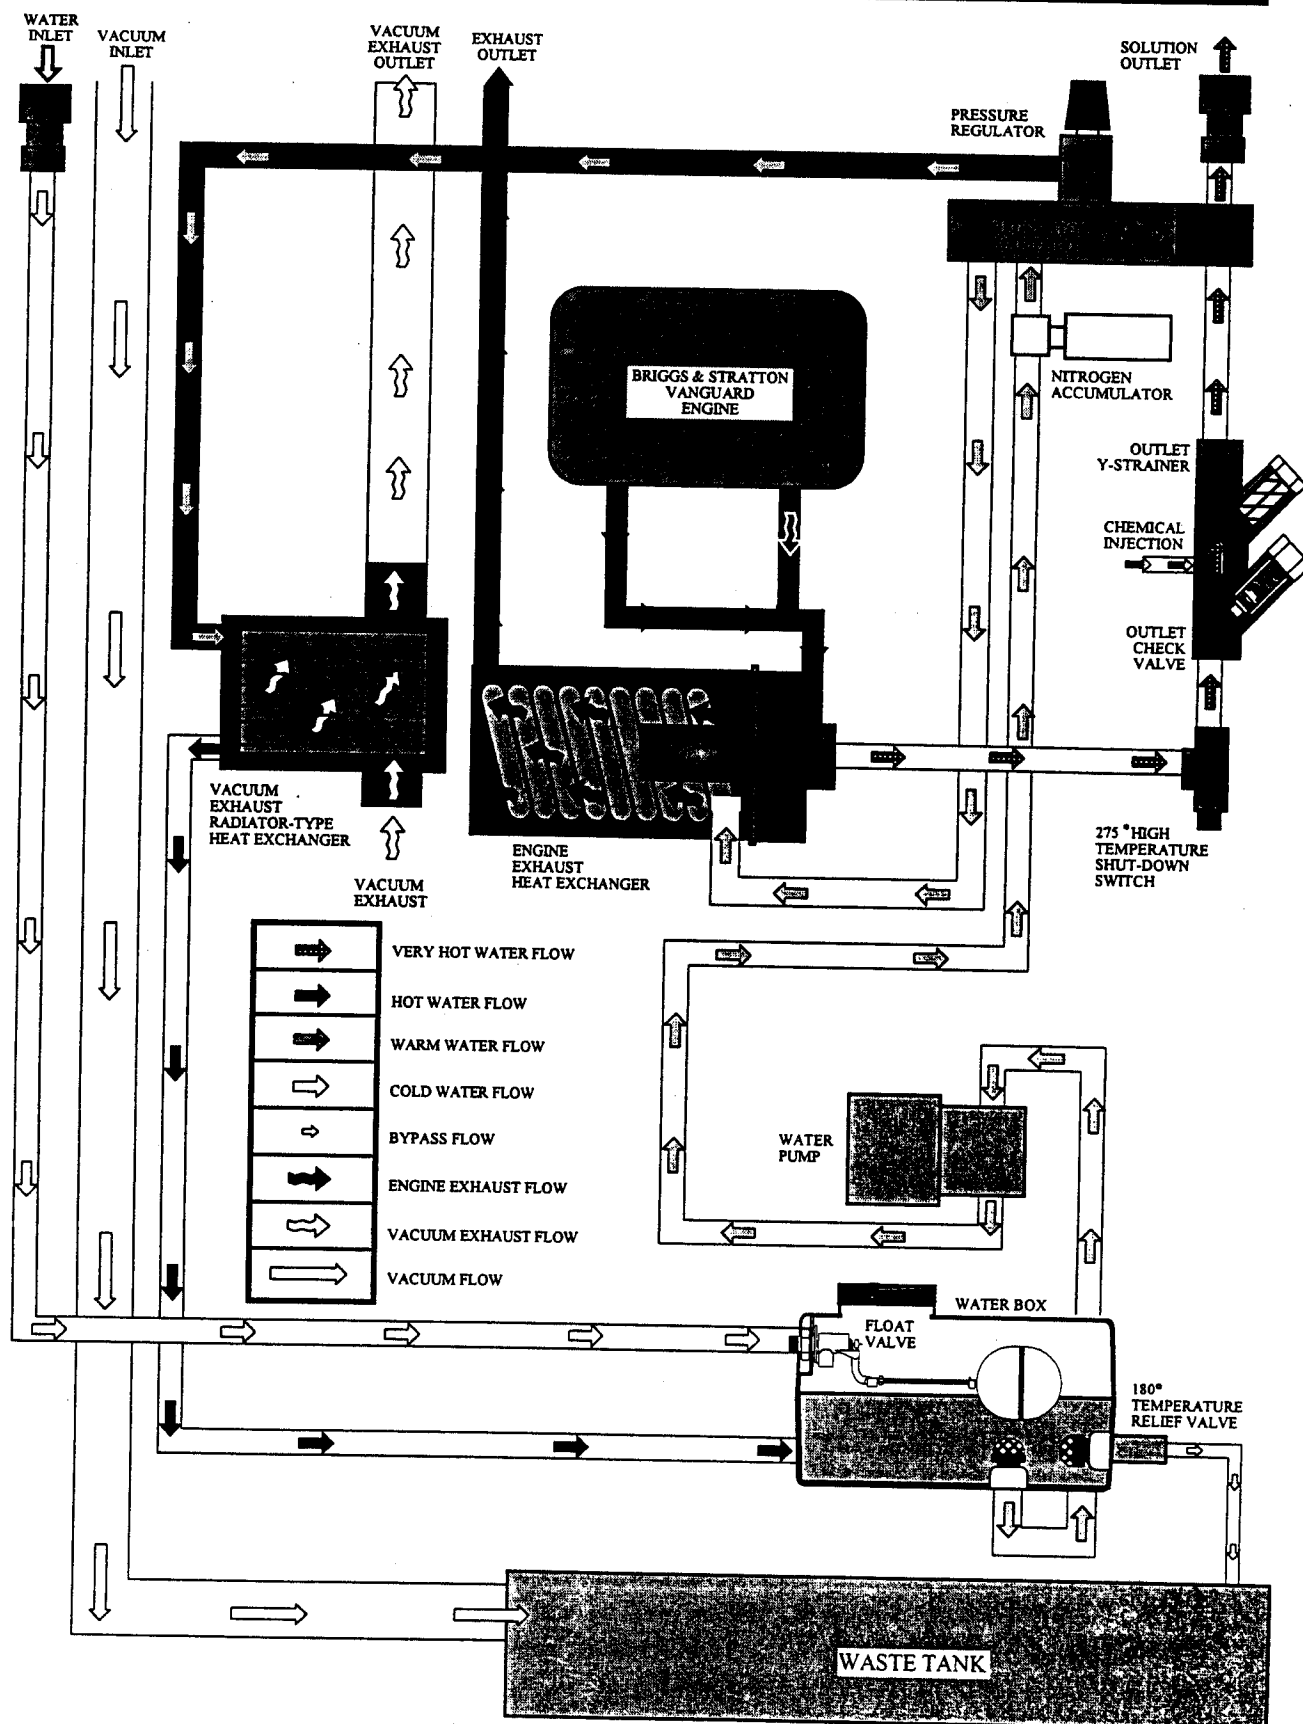 WATER
INLET
VACUUM
INLET
VACUUM
EXHAUST
OUTLET
EXHAUST
OUTLET
SOLUTION
OUTLET
PRESSURE
REGULATOR
BRIGGS & STRATTON
VANGUARD
ENGINE
NITROGEN
ACCUMULATOR
OUTLET
Y-STRAINER
CHEMICAL
INJECTION
OUTLET
CHECK
VALVE
VACUUM
EXHAUST
RADIATOR-TYPE
HEAT EXCHANGER
ENGINE
EXHAUST
HEAT EXCHANGER
275° HIGH
TEMPERATURE
SHUT-DOWN
SWITCH
VACUUM
EXHAUST
VERY HOT WATER FLOW
HOT WATER FLOW
WARM WATER FLOW
COLD WATER FLOW
BYPASS FLOW
ENGINE EXHAUST FLOW
VACUUM EXHAUST FLOW
VACUUM FLOW
WATER
PUMP
WATER BOX
FLOAT
VALVE
180°
TEMPERATURE
RELIEF VALVE
WASTE TANK